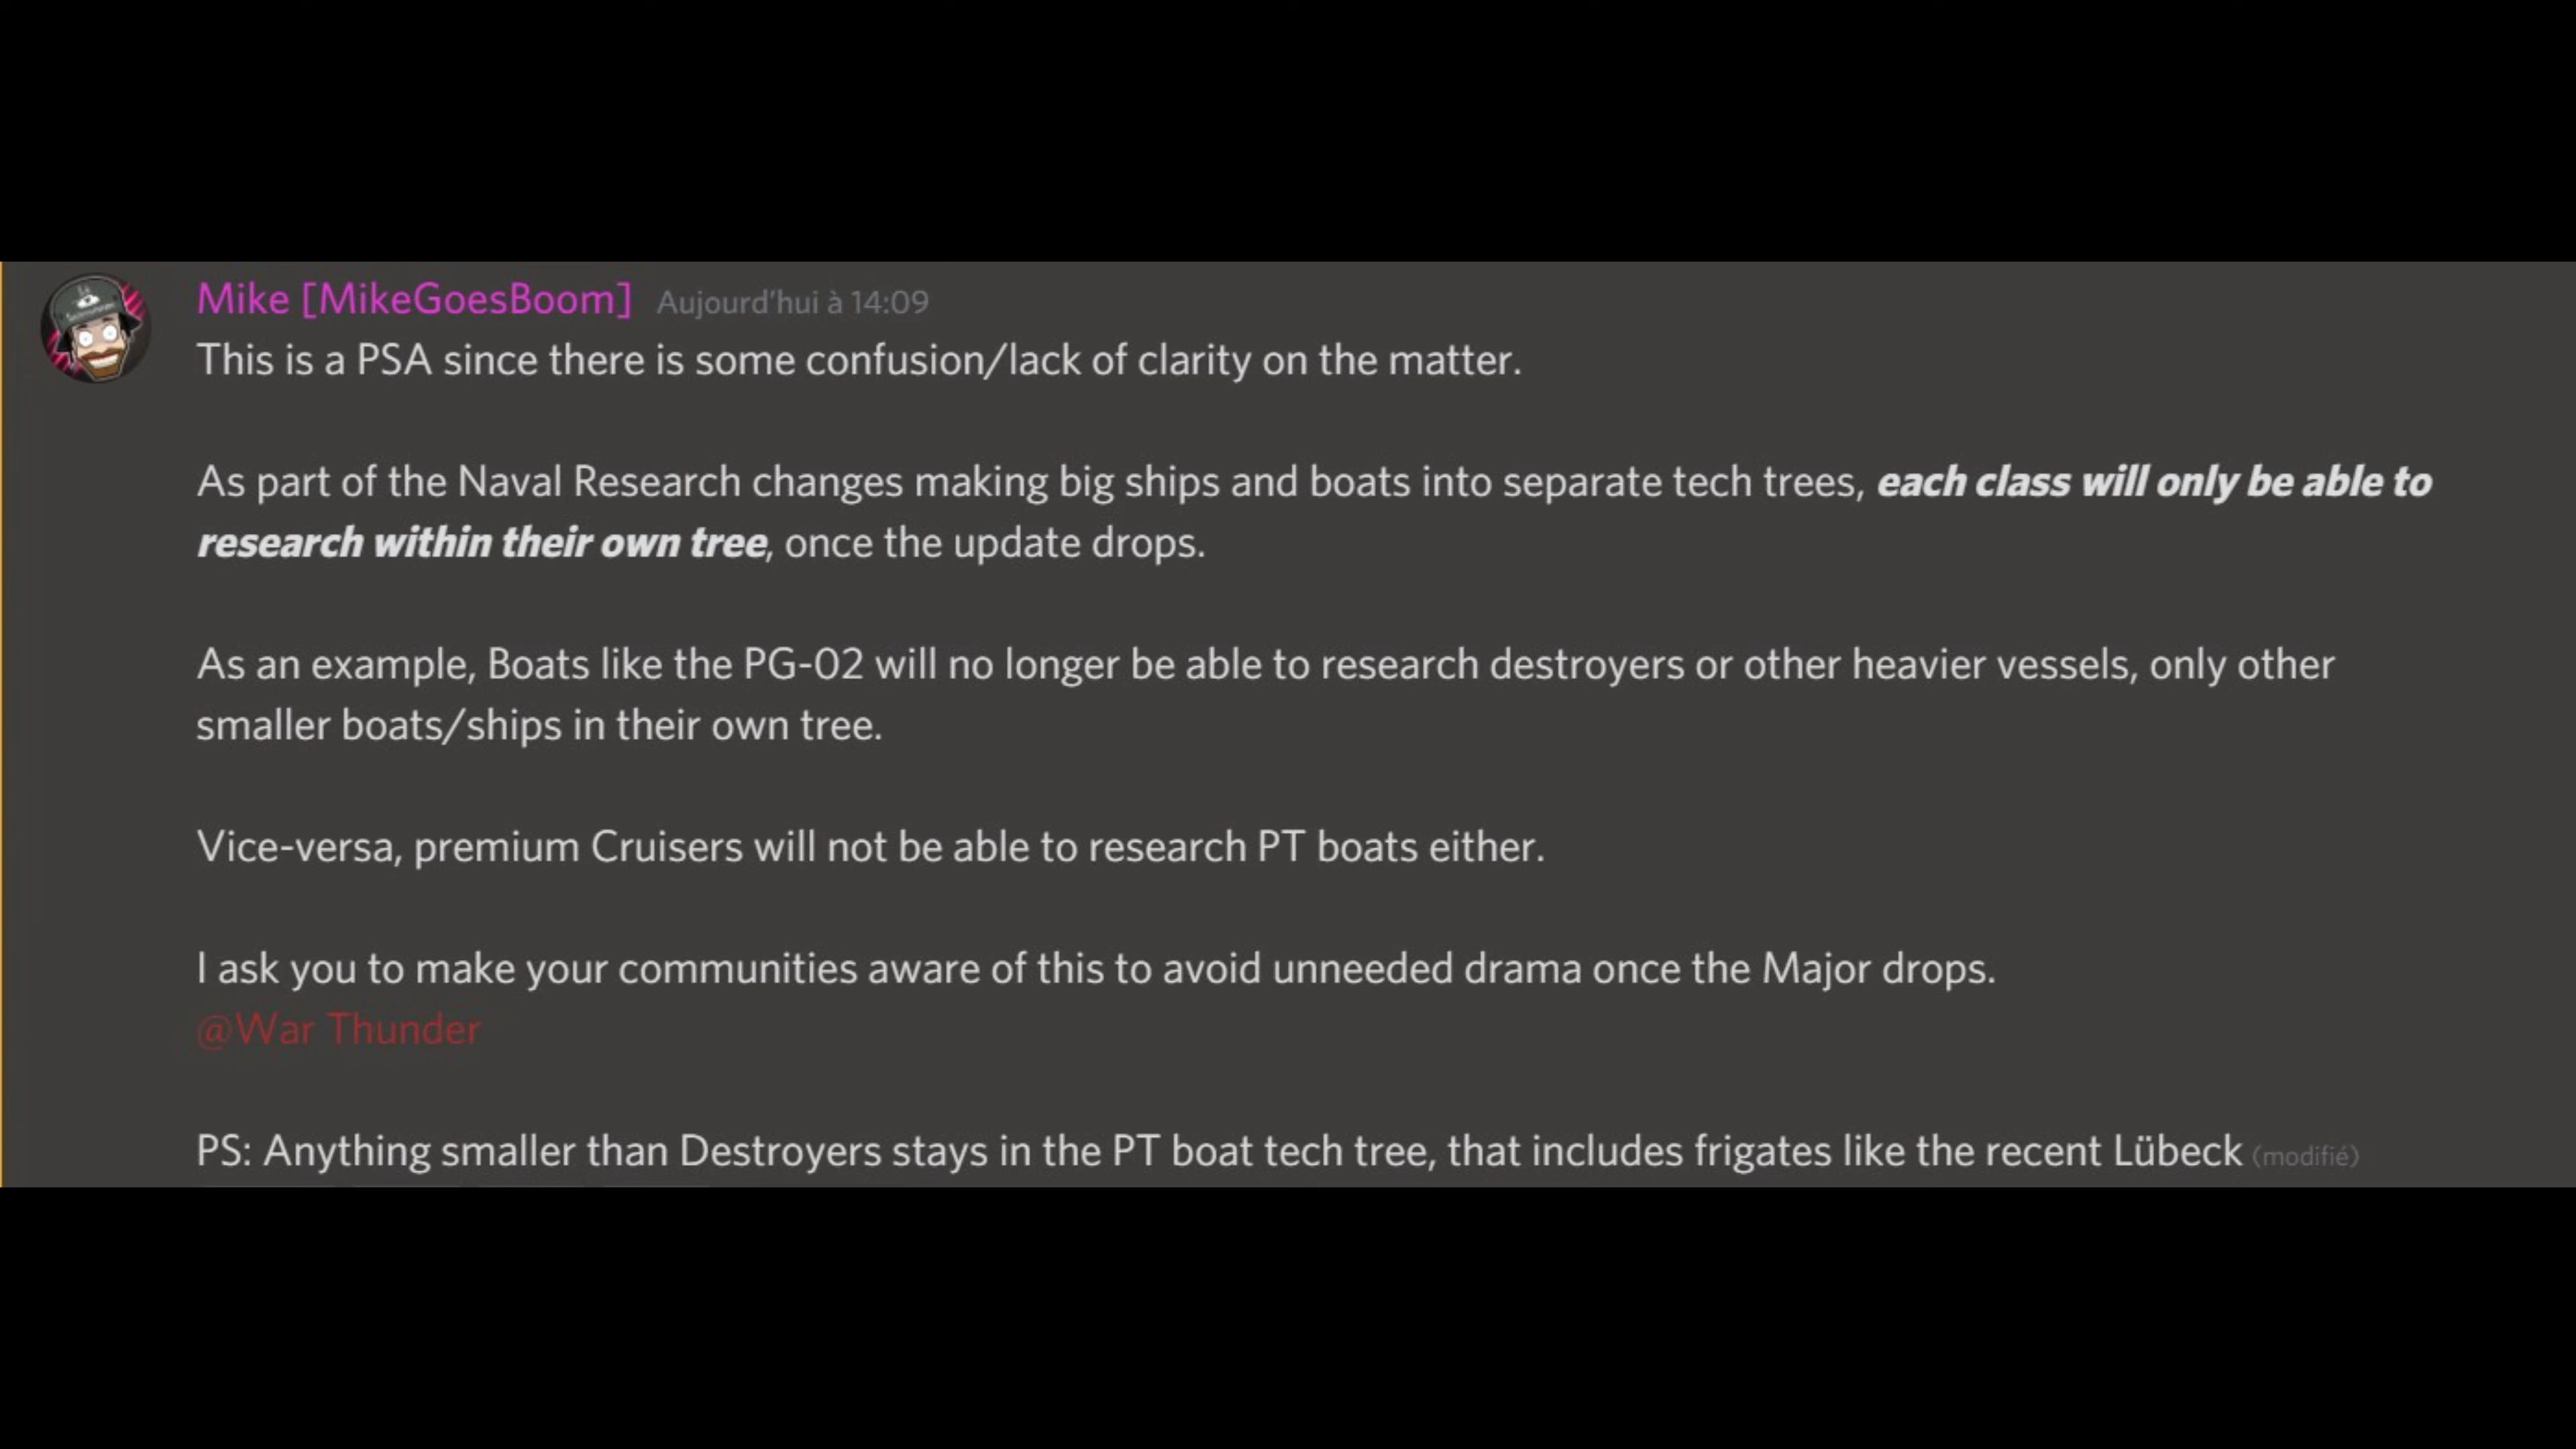 Mike [MikeGoesBoom] Aujourd'hui à 14:09
This is a PSA since there is some confusion/lack of clarity on the matter.
As part of the Naval Research changes making big ships and boats into separate tech trees, each class will only be able to
research within their own tree, once the update drops.
As an example, Boats like the PG-02 will no longer be able to research destroyers or other heavier vessels, only other
smaller boats/ships in their own tree.
Vice-versa, premium Cruisers will not be able to research PT boats either.
I ask you to make your communities aware of this to avoid unneeded drama once the Major drops.
@War Thunder
PS: Anything smaller than Destroyers stays in the PT boat tech tree, that includes frigates like the recent Lübeck (modifié)